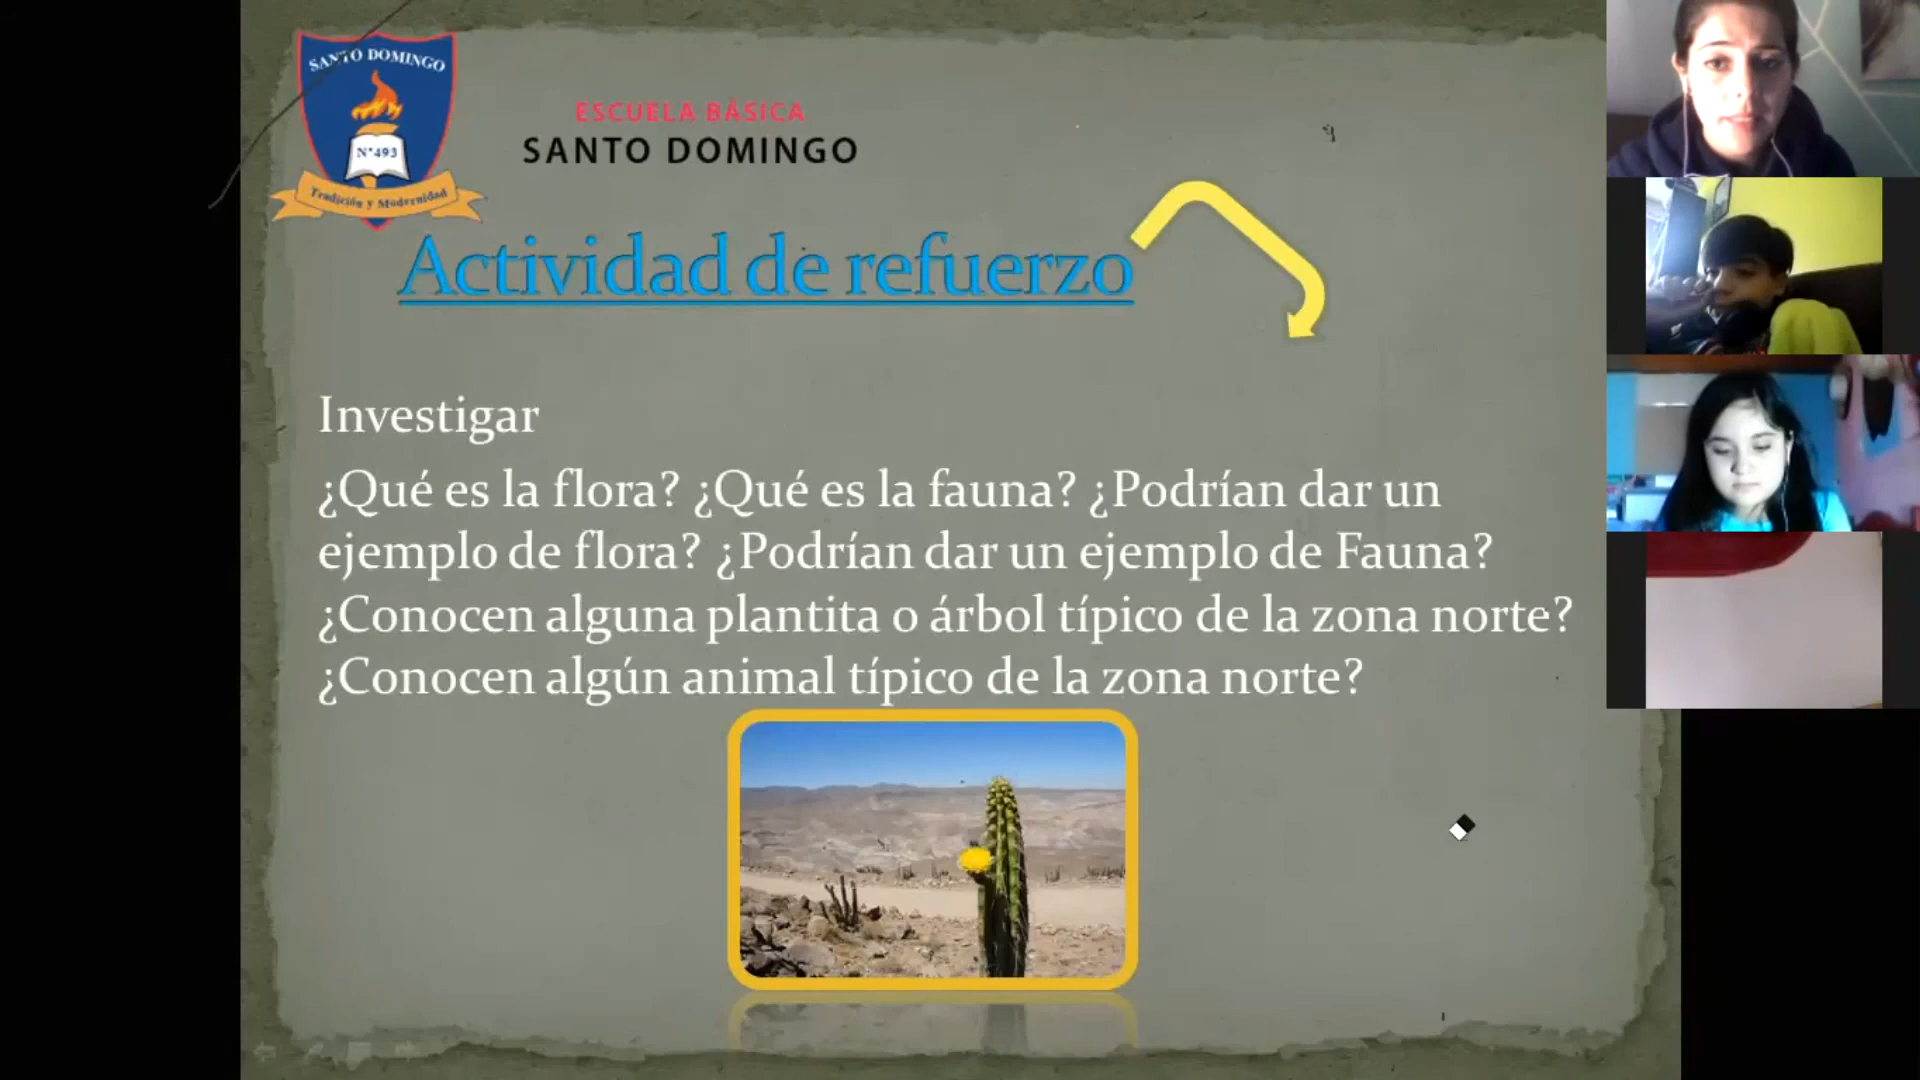 SANTO DOMINGO
N°493
Tradición y Modernidad
ESCUELA BÁSICA
SANTO DOMINGO
Actividad de refuerzo
Investigar
¿Qué es la flora? ¿Qué es la fauna? ¿Podrían dar un
ejemplo de flora? ¿Podrían dar un ejemplo de Fauna?
¿Conocen alguna plantita o árbol típico de la zona norte?
¿Conocen algún animal típico de la zona norte?